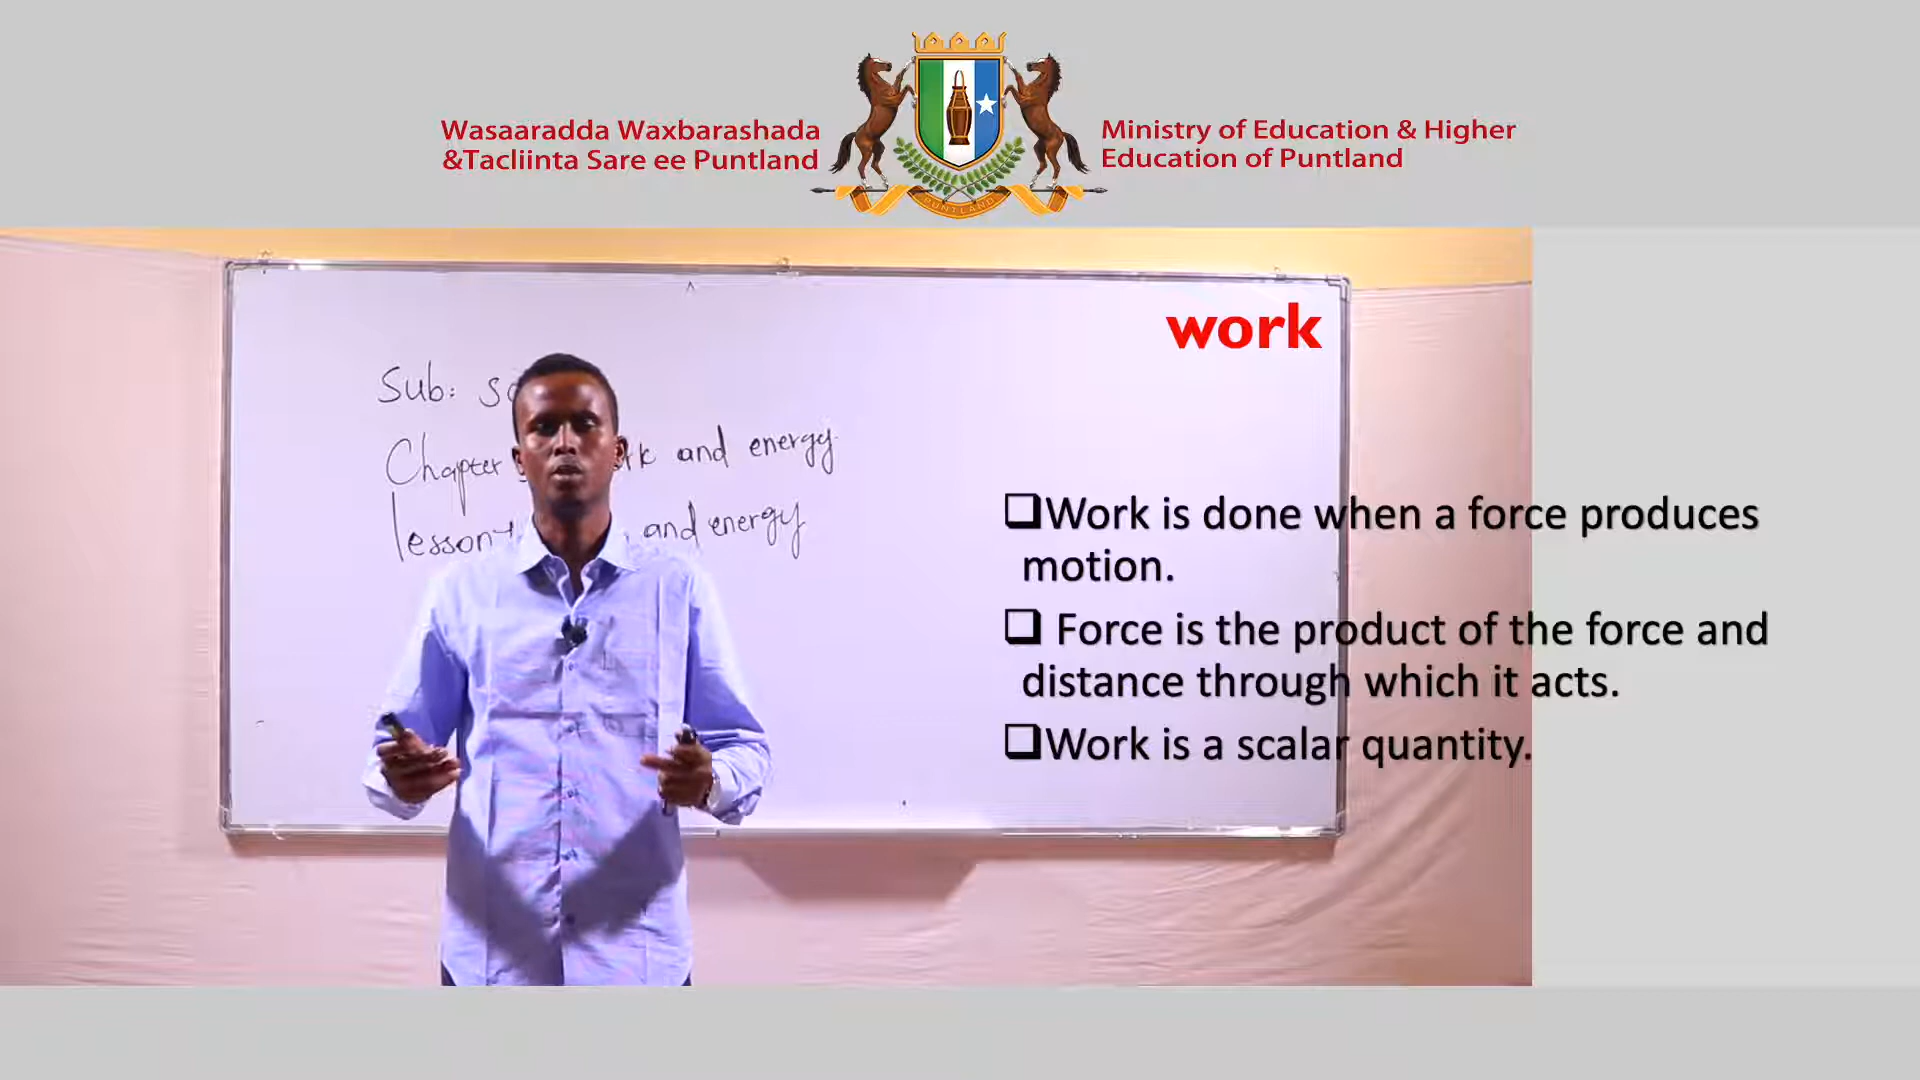 Wasaaradda Waxbarashada
&Tacliinta Sare ee Puntland
PUNTLAND
Ministry of Education & Higher
Education of Puntland
Sub:
Chapter and energy
lesson and energy
work
❑Work is done when a force produces
motion.
❑ Force is the product of the force and
distance through which it acts.
❑Work is a scalar quantity.